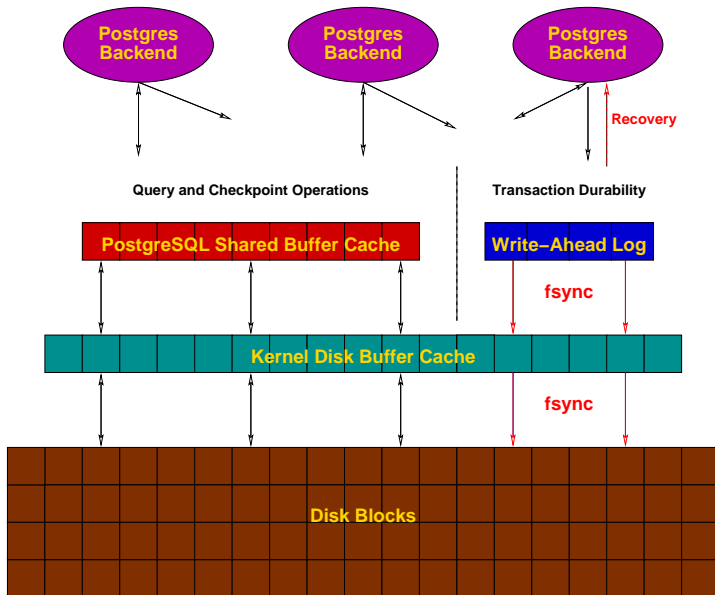 Postgres
Backend
Postgres
Backend
Postgres
Backend
Recovery
Query and Checkpoint Operations
Transaction Durability
PostgreSQL Shared Buffer Cache
Write−Ahead Log
fsync
Kernel Disk Buffer Cache
fsync
Disk Blocks